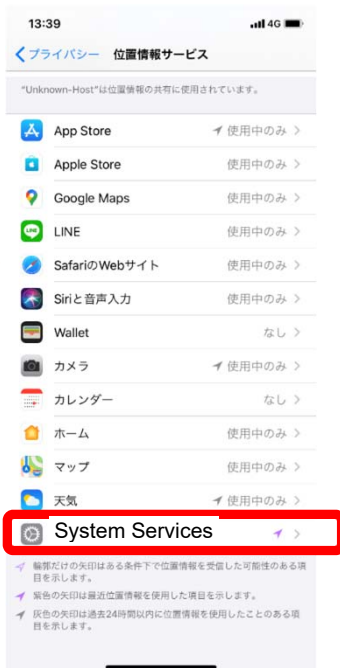 13:39 4G
プライバシー 位置情報サービス
“Unknown-Host”は位置情報の共有に使用されています。
App Store 使用中のみ
Apple Store 使用中のみ
Google Maps 使用中のみ
LINE 使用中のみ
SafariのWebサイト 使用中のみ
Siriと音声入力 使用中のみ
Wallet なし
カメラ 使用中のみ
カレンダー なし
ホーム 使用中のみ
マップ 使用中のみ
天気 使用中のみ
System Services
輪郭だけの矢印はある条件下で位置情報を受信した可能性のある項
目を示します。
紫色の矢印は最近位置情報を使用した項目を示します。
灰色の矢印は過去24時間以内に位置情報を使用したことのある項
目を示します。